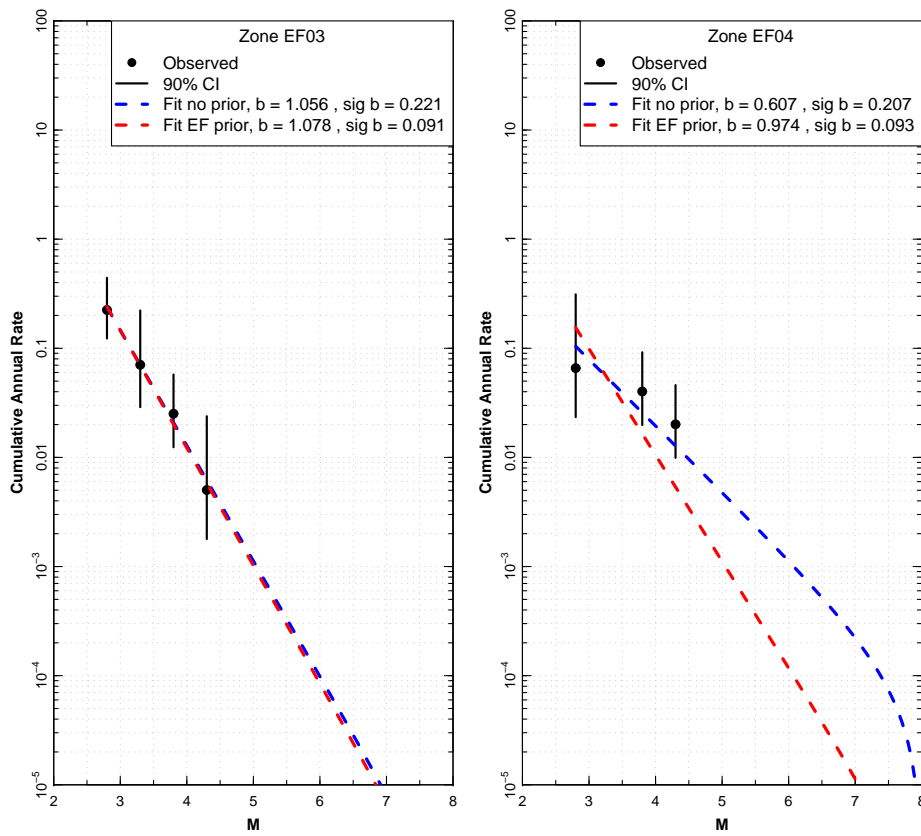 Zone EF03
Observed
90% CI
Fit no prior, b = 1.056 , sig b = 0.221
Fit EF prior, b = 1.078 , sig b = 0.091
Cumulative Annual Rate
100
10
1
0.1
0.01
10⁻³
10⁻⁴
10⁻⁵
2 3 4 5 6 7 8
M
Zone EF04
Observed
90% CI
Fit no prior, b = 0.607 , sig b = 0.207
Fit EF prior, b = 0.974 , sig b = 0.093
Cumulative Annual Rate
100
10
1
0.1
0.01
10⁻³
10⁻⁴
10⁻⁵
2 3 4 5 6 7 8
M